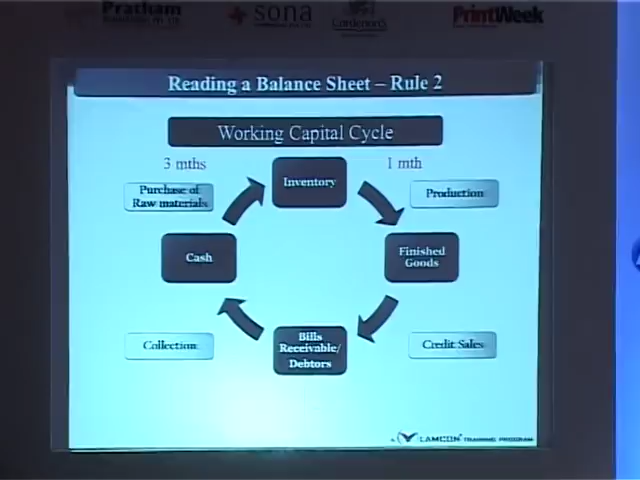 Pratham
sona
PrintWeek
Reading a Balance Sheet – Rule 2
Working Capital Cycle
3 mths
1 mth
Inventory
Purchase of
Raw materials
Production
Cash
Finished
Goods
Collection
Bills
Receivable/
Debtors
Credit Sales
A LAMCON TRAINING PROGRAM